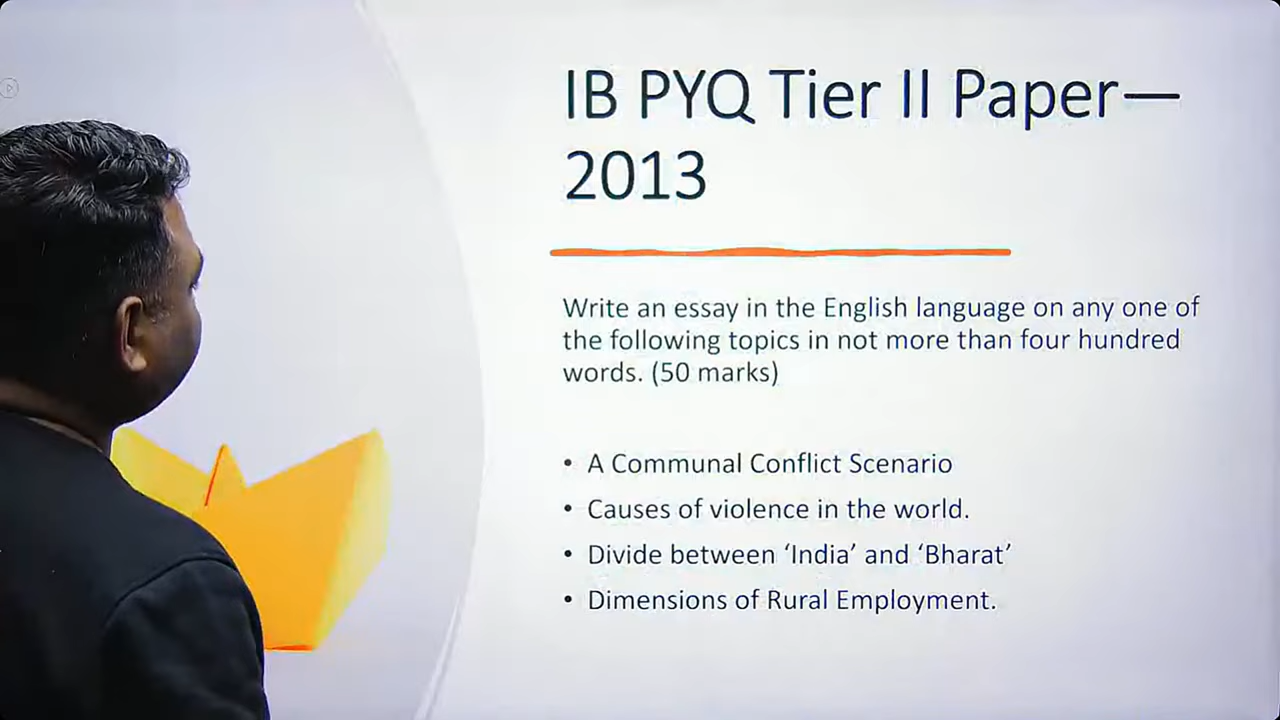 IB PYQ Tier II Paper—
2013
Write an essay in the English language on any one of
the following topics in not more than four hundred
words. (50 marks)
• A Communal Conflict Scenario
• Causes of violence in the world.
• Divide between ‘India’ and ‘Bharat’
• Dimensions of Rural Employment.